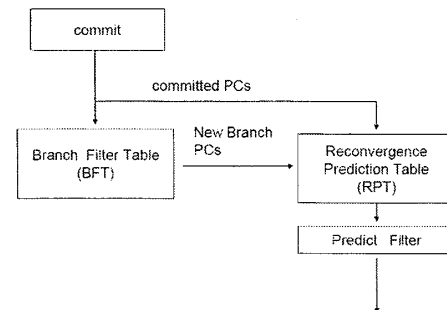 commit
committed PCs
Branch Filter Table
(BFT)
New Branch
PCs
Reconvergence
Prediction Table
(RPT)
Predict Filter